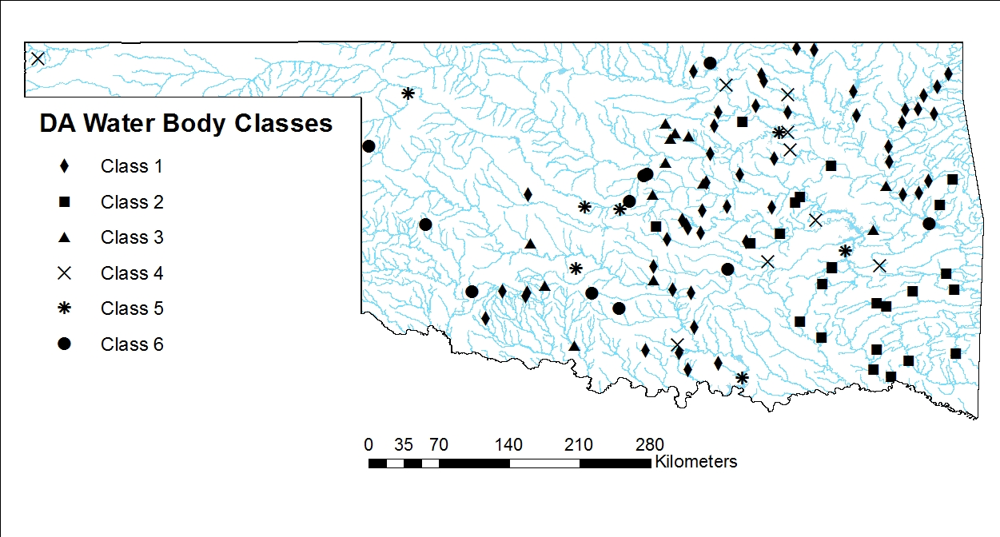 DA Water Body Classes
Class 1
Class 2
Class 3
Class 4
Class 5
Class 6
0 35 70 140 210 280
Kilometers